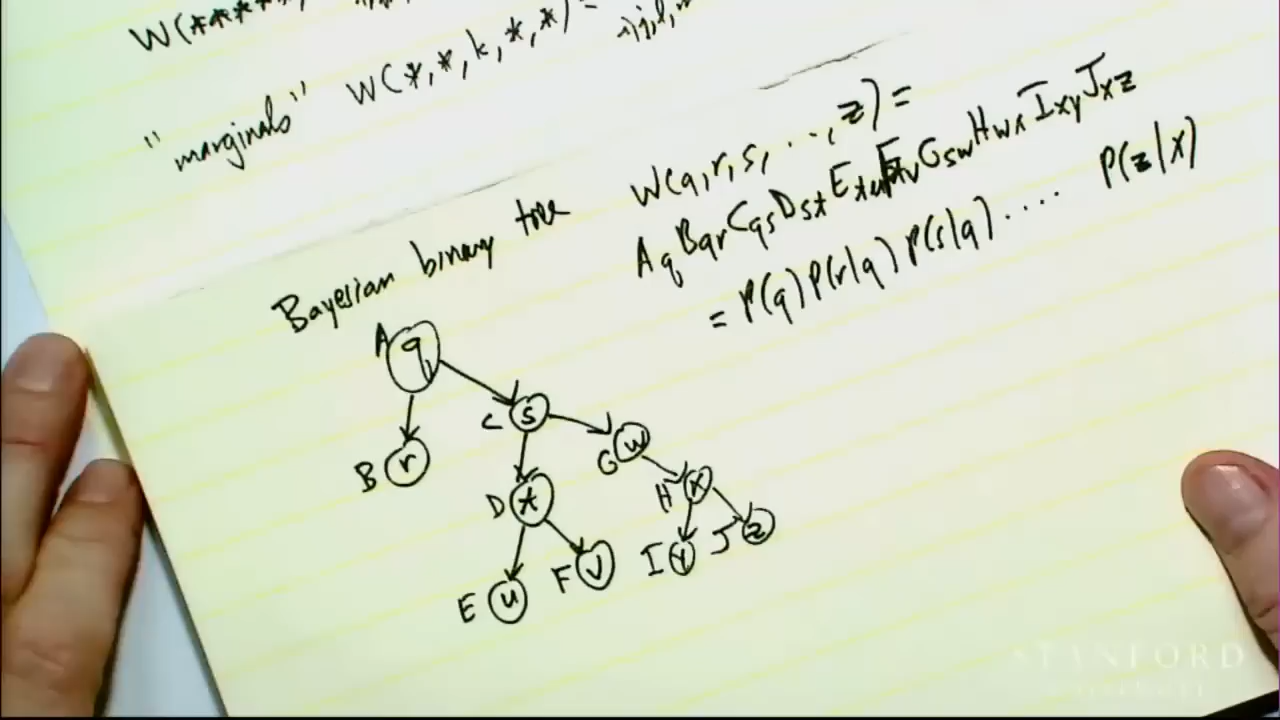 W(*****
"marginals" W(*,*,k,*,*) =
Bayesian binary tree W(q,r,s,...,z) =
A_q B_qr C_qs D_st E_tu F_tv G_sw H_wx I_xy J_xz
= P(q) P(r|q) P(s|q) .... P(z|x)
A q
B r
C s
G w
D t
H x
E u
F v
I y
J z
STANFORD